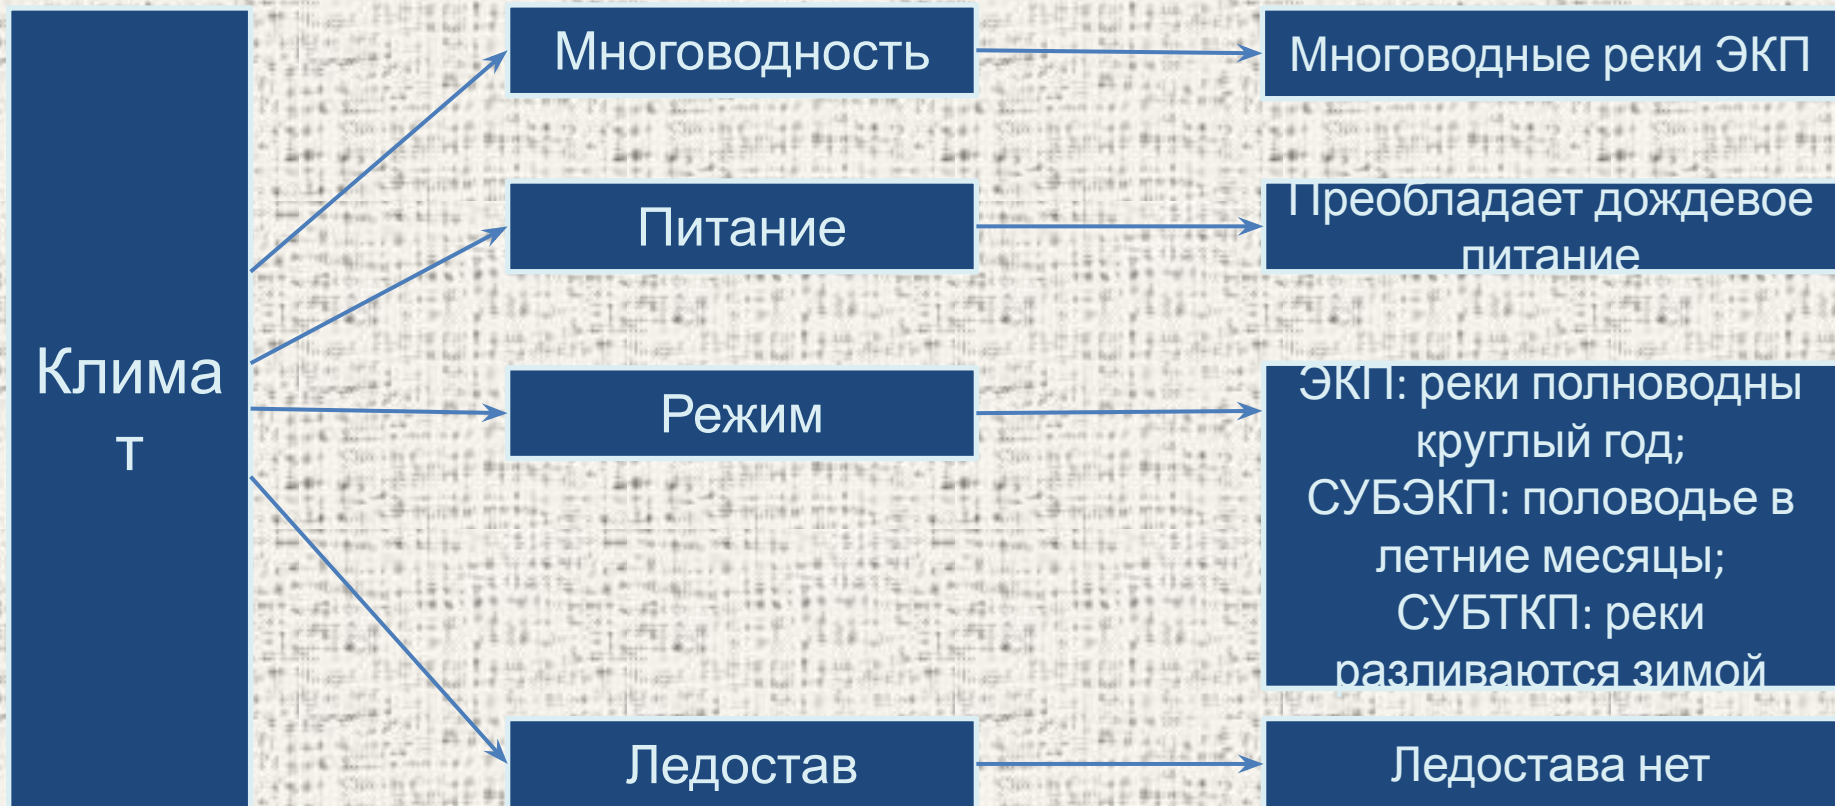 Клима
т
Многоводность
Многоводные реки ЭКП
Питание
Преобладает дождевое
питание
Режим
ЭКП: реки полноводны
круглый год;
СУБЭКП: половодье в
летние месяцы;
СУБТКП: реки
разливаются зимой
Ледостав
Ледостава нет